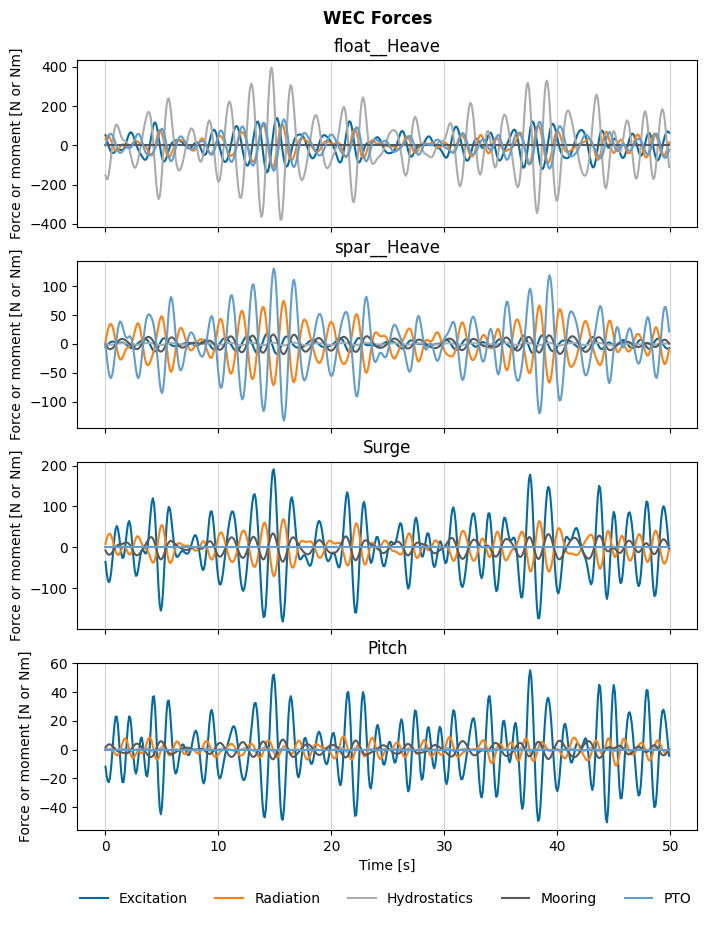 WEC Forces
float__Heave
Force or moment [N or Nm]
400
200
0
−200
−400
spar__Heave
Force or moment [N or Nm]
100
50
0
−50
−100
Surge
Force or moment [N or Nm]
200
100
0
−100
Pitch
Force or moment [N or Nm]
60
40
20
0
−20
−40
0 10 20 30 40 50
Time [s]
Excitation Radiation Hydrostatics Mooring PTO